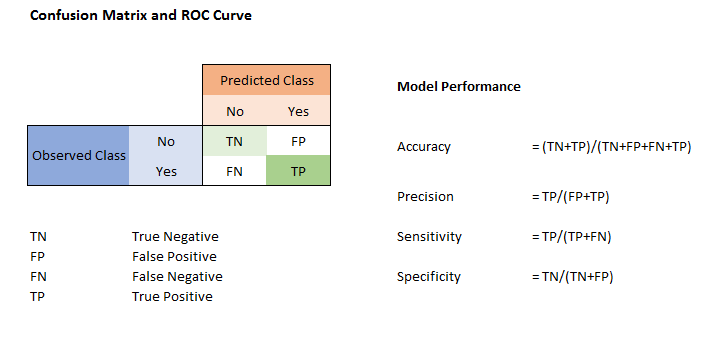 Confusion Matrix and ROC Curve
Predicted Class
No Yes
Observed Class No TN FP
Yes FN TP
TN True Negative
FP False Positive
FN False Negative
TP True Positive
Model Performance
Accuracy = (TN+TP)/(TN+FP+FN+TP)
Precision = TP/(FP+TP)
Sensitivity = TP/(TP+FN)
Specificity = TN/(TN+FP)